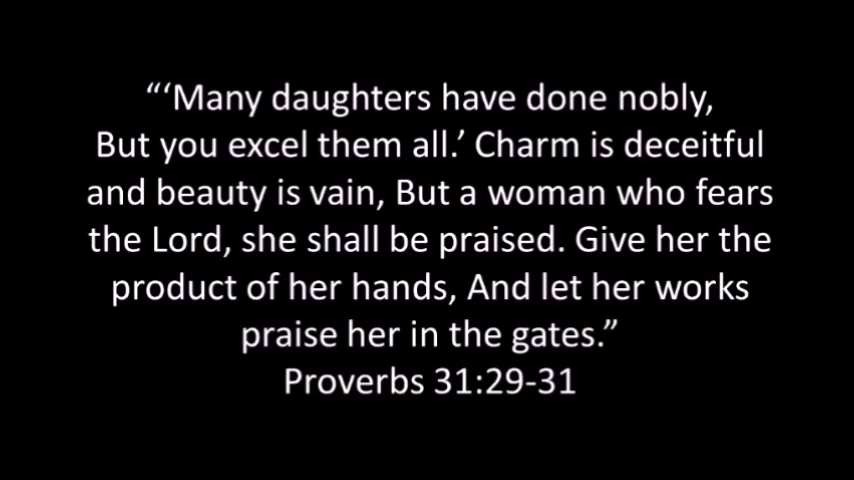 “‘Many daughters have done nobly,
But you excel them all.’ Charm is deceitful
and beauty is vain, But a woman who fears
the Lord, she shall be praised. Give her the
product of her hands, And let her works
praise her in the gates.”
Proverbs 31:29-31